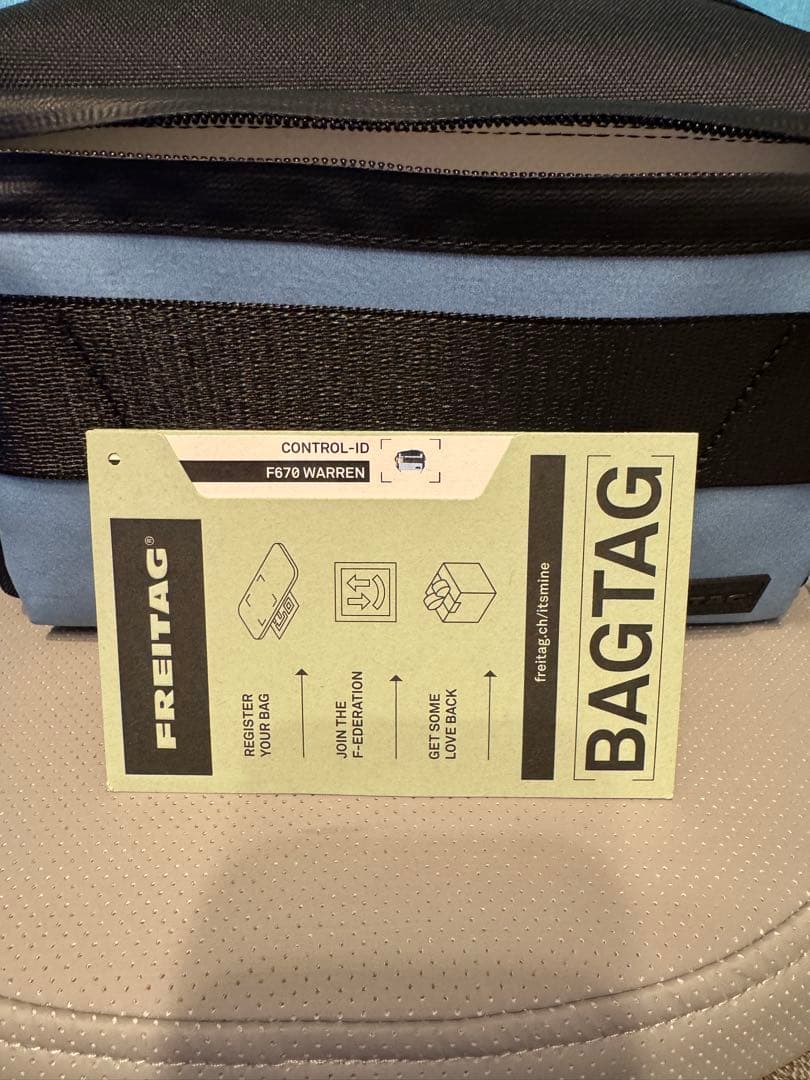 CONTROL-ID
F670 WARREN
FREITAG®
REGISTER
YOUR BAG
JOIN THE
F-EDERATION
GET SOME
LOVE BACK
freitag.ch/itsmine
[BAGTAG]